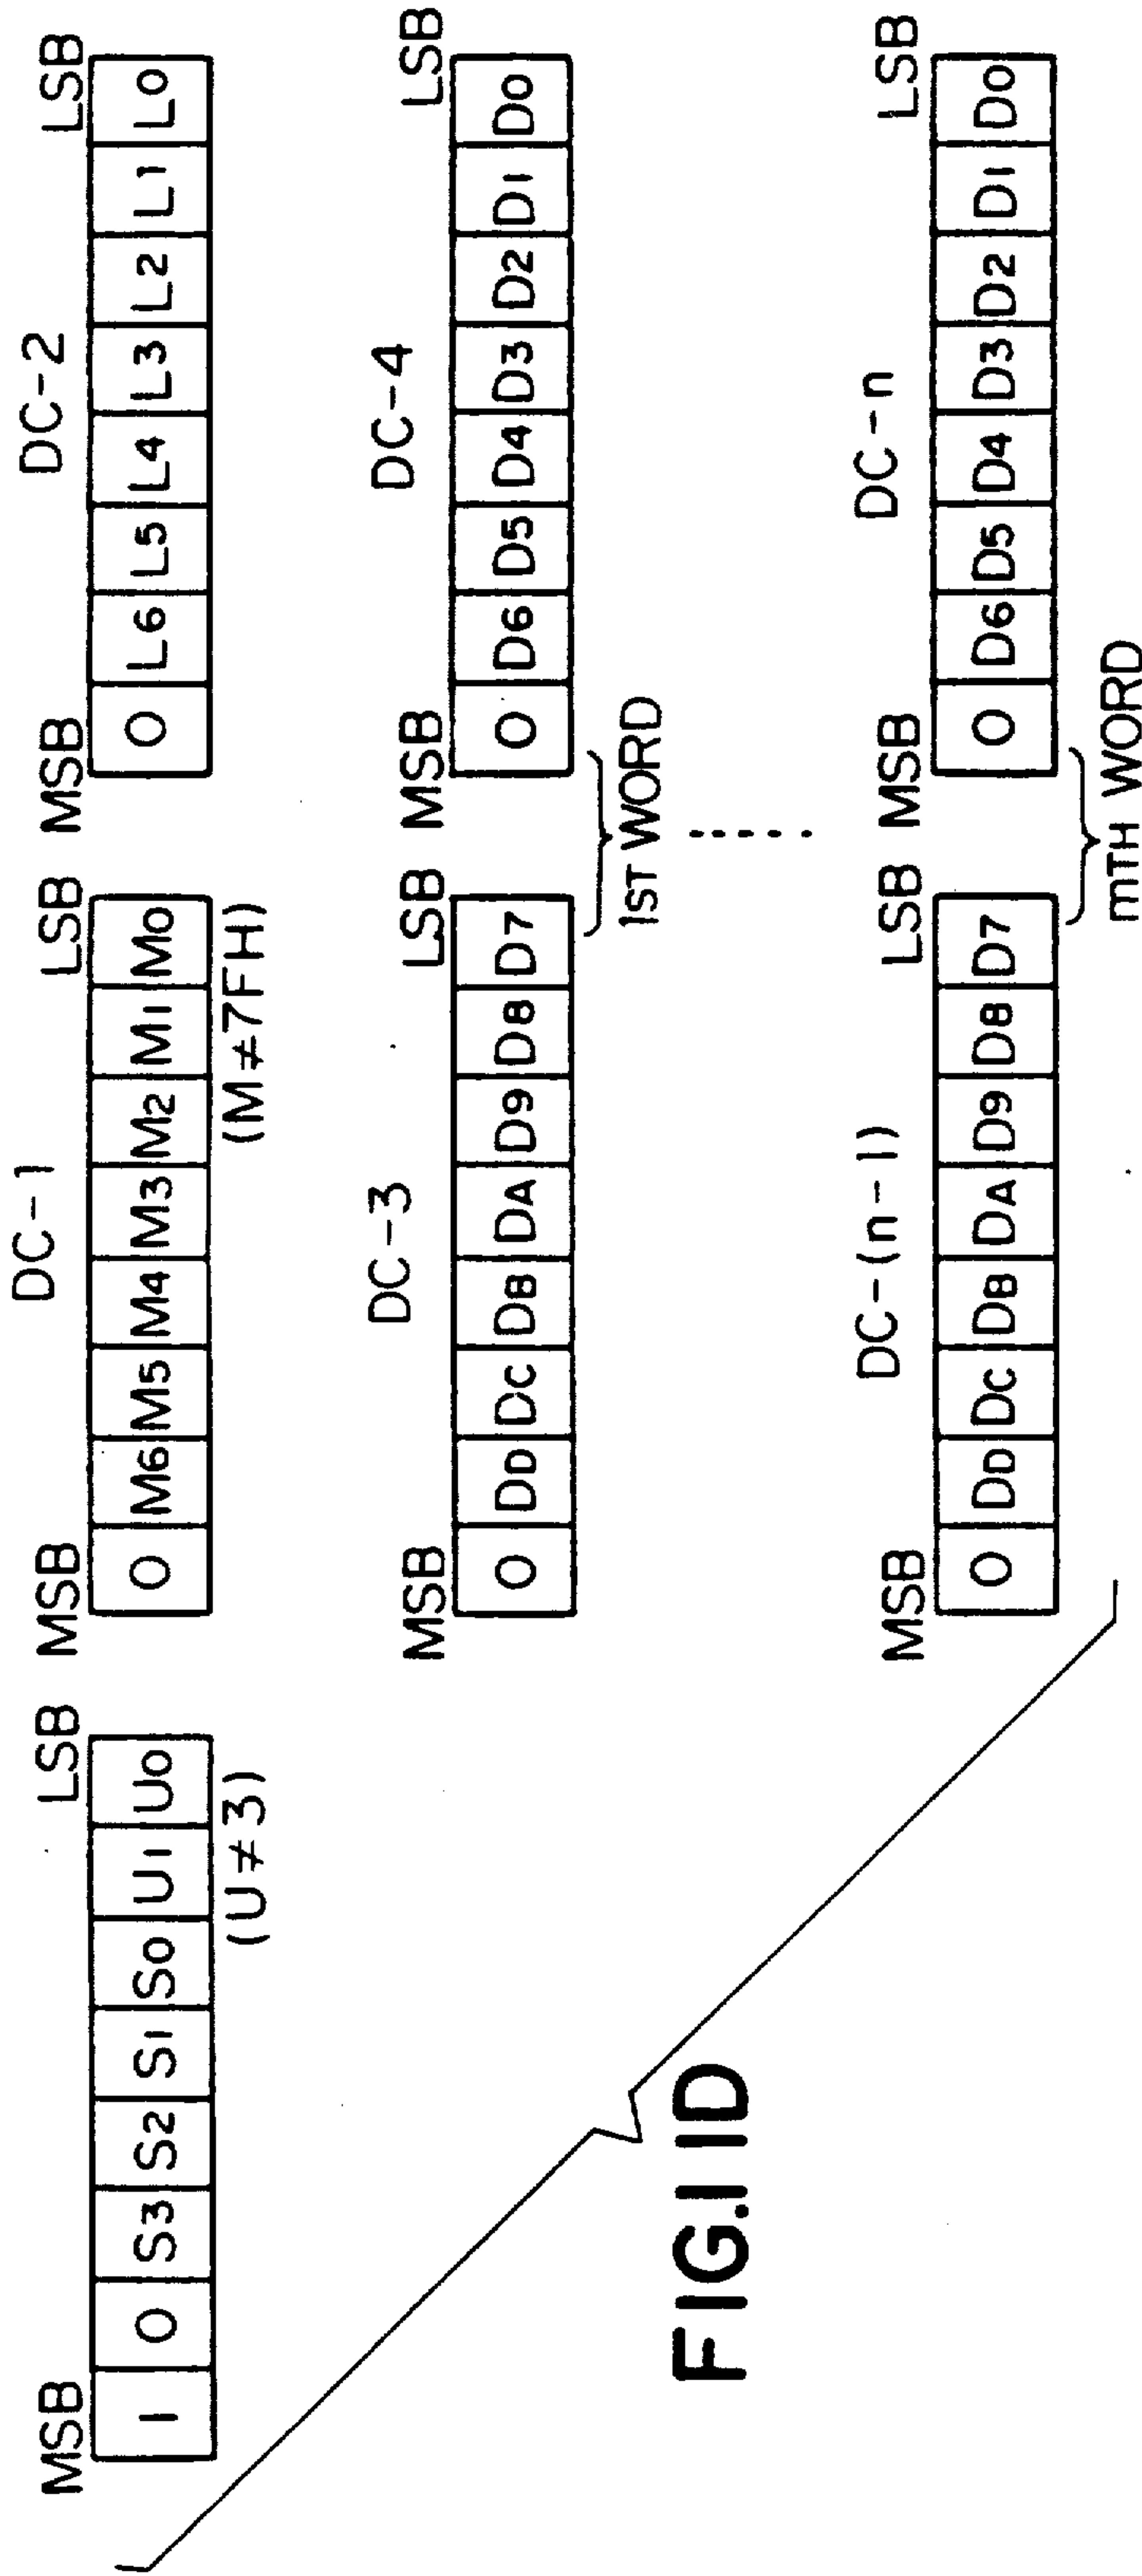 DC-1 DC-2
MSB LSB MSB LSB MSB LSB
1 0 S3 S2 S1 S0 U1 U0 0 M6 M5 M4 M3 M2 M1 M0 0 L6 L5 L4 L3 L2 L1 L0
(U≠3) (M≠7FH)
DC-3 DC-4
MSB LSB MSB LSB
0 DD DC DB DA D9 D8 D7 0 D6 D5 D4 D3 D2 D1 D0
1ST WORD
DC-(n-1) DC-n
MSB LSB MSB LSB
0 DD DC DB DA D9 D8 D7 0 D6 D5 D4 D3 D2 D1 D0
mTH WORD
FIG.11D